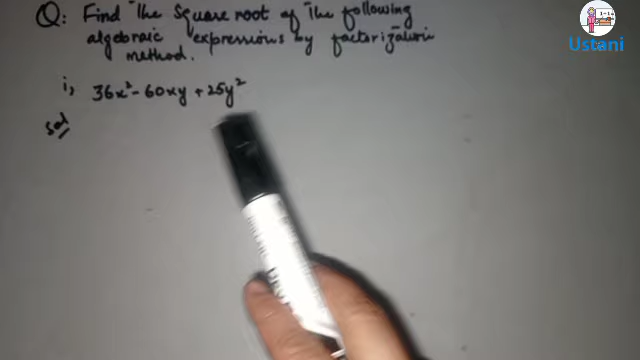 Q: Find The Square root of The following
algebraic expressions by factorization
method.
i, 36x² - 60xy + 25y²
Sol
Ustani